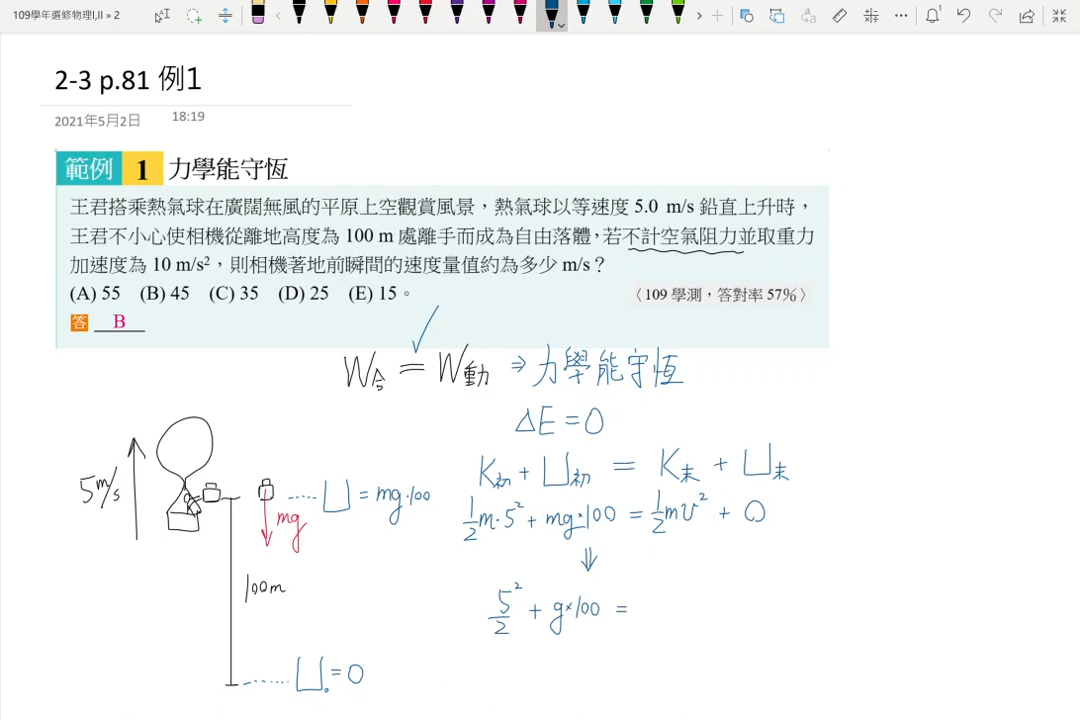 109學年選修物理I,II » 2
2-3 p.81 例1
2021年5月2日 18:19
範例 1 力學能守恆
王君搭乘熱氣球在廣闊無風的平原上空觀賞風景，熱氣球以等速度 5.0 m/s 鉛直上升時，
王君不小心使相機從離地高度為 100 m 處離手而成為自由落體，若不計空氣阻力並取重力
加速度為 10 m/s²，則相機著地前瞬間的速度量值約為多少 m/s？
(A) 55 (B) 45 (C) 35 (D) 25 (E) 15。
〈109 學測，答對率 57%〉
答 B
W合 = W動 ⇒ 力學能守恆
ΔE = 0
K初 + U初 = K末 + U末
½m·5² + mg×100 = ½mv² + 0
⇓
5²/2 + g×100 =
5m/s
mg
U = mg·100
100m
U = 0